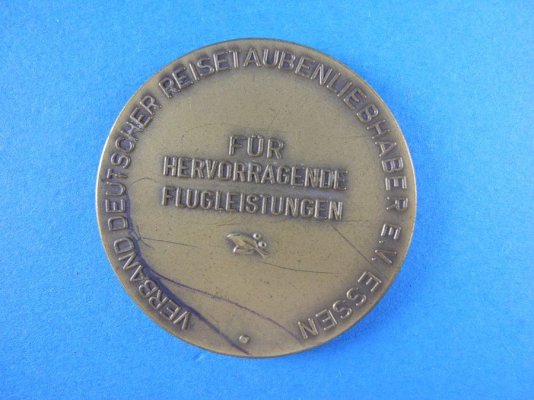 VERBAND DEUTSCHER REISETAUBENLIEBHABER E.V. ESSEN
FÜR
HERVORRAGENDE
FLUGLEISTUNGEN